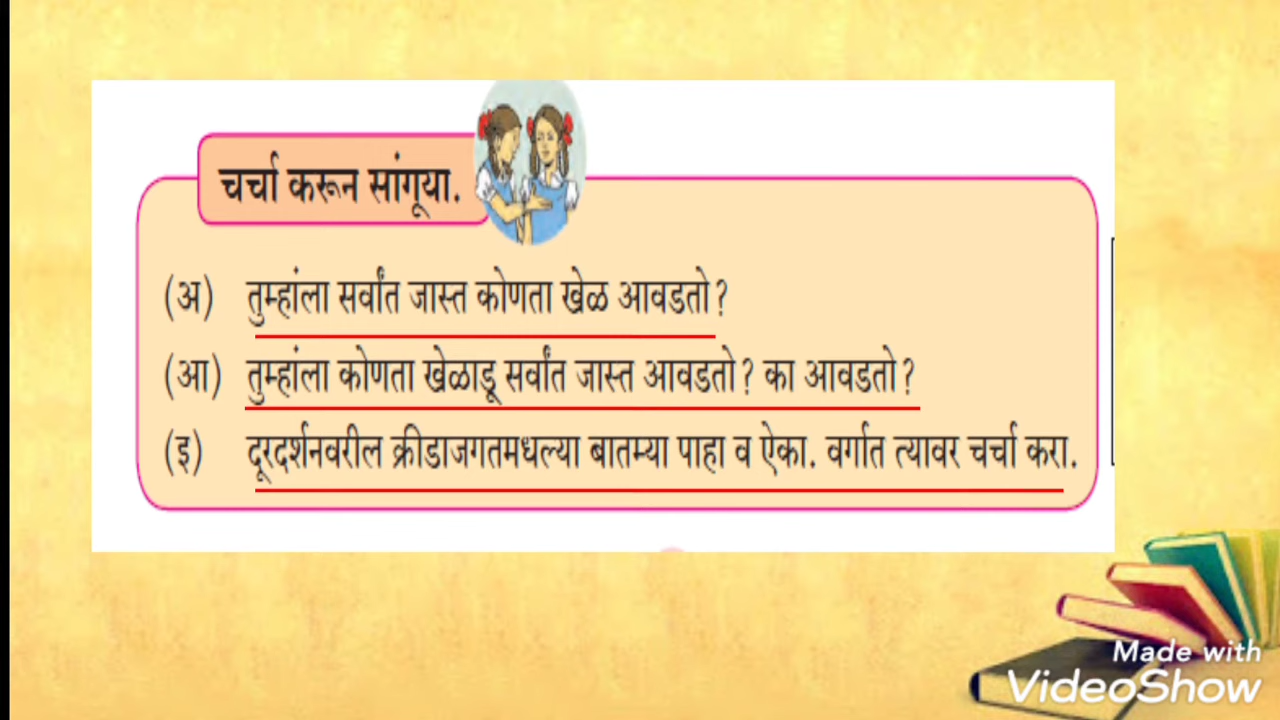 चर्चा करून सांगूया.
(अ) तुम्हांला सर्वांत जास्त कोणता खेळ आवडतो?
(आ) तुम्हांला कोणता खेळाडू सर्वांत जास्त आवडतो? का आवडतो?
(इ) दूरदर्शनवरील क्रीडाजगतमधल्या बातम्या पाहा व ऐका. वर्गात त्यावर चर्चा करा.
Made with
VideoShow